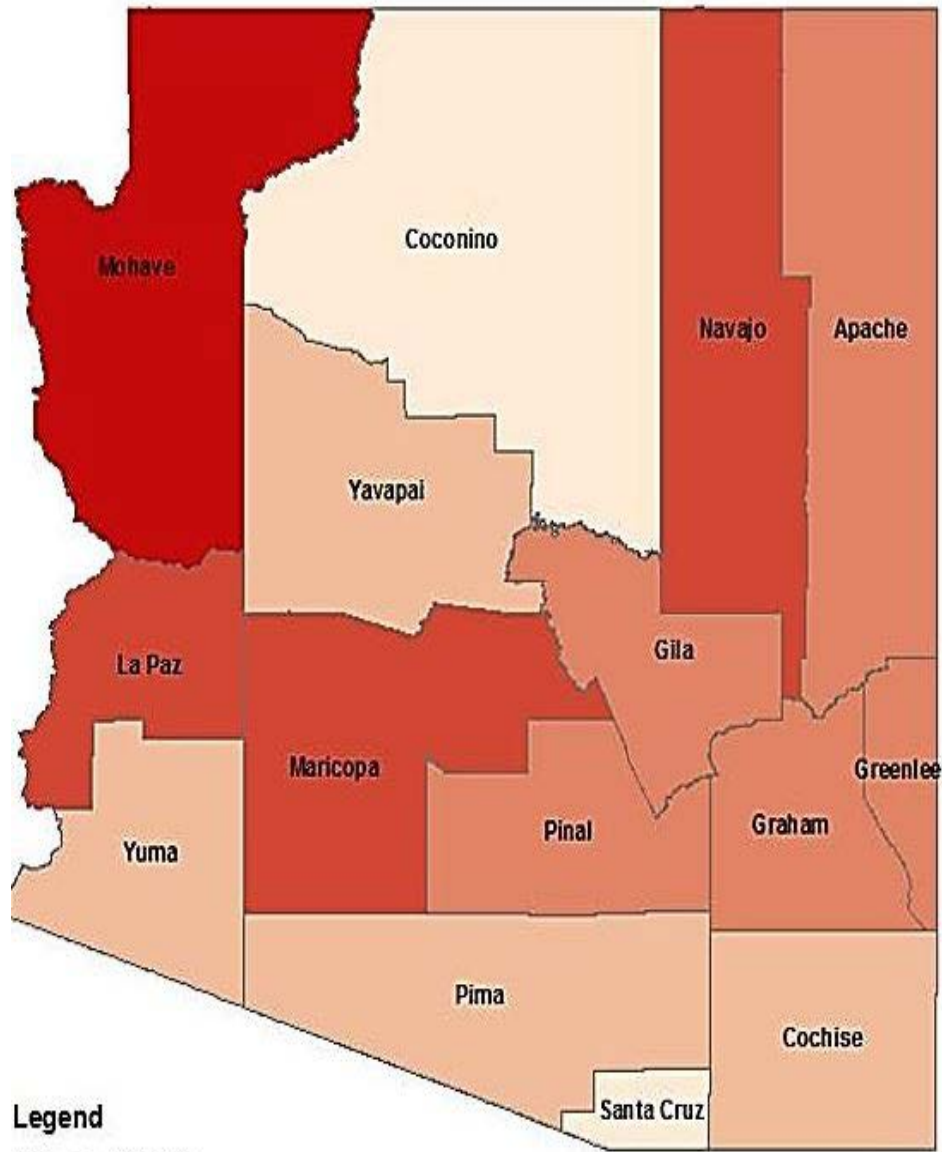 Coconino
Mohave
Navajo
Apache
Yavapai
Gila
La Paz
Maricopa
Greenlee
Graham
Pinal
Yuma
Pima
Cochise
Santa Cruz
Legend